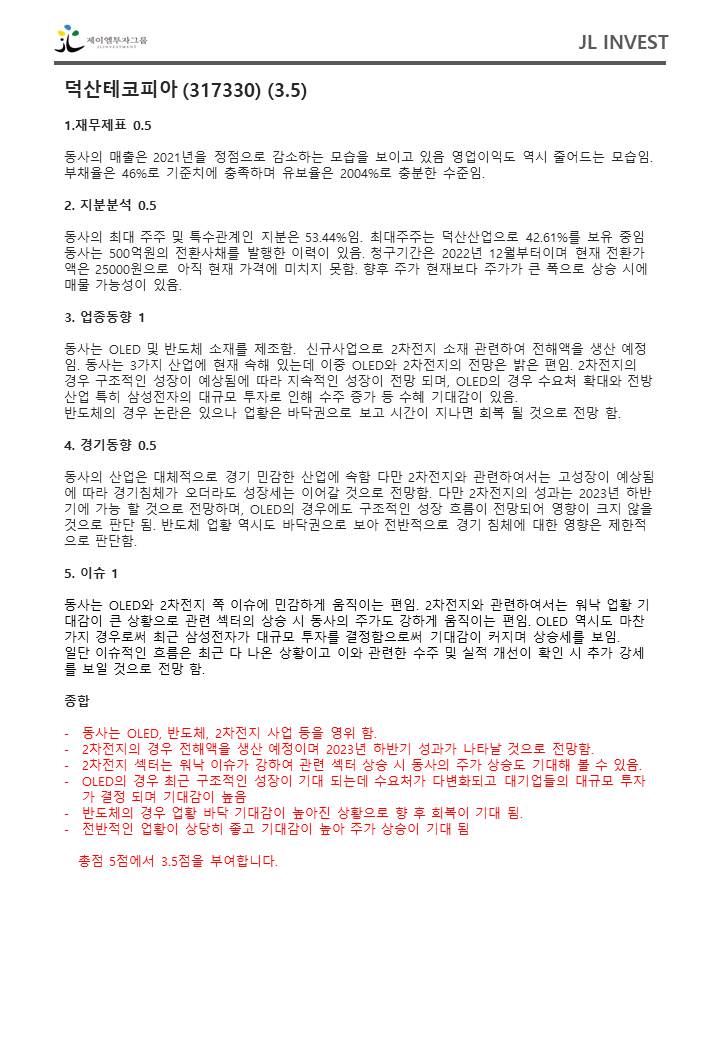 제이엘투자그룹
JLINVESTMENT
JL INVEST
덕산테코피아 (317330) (3.5)
1.재무제표 0.5
동사의 매출은 2021년을 정점으로 감소하는 모습을 보이고 있음 영업이익도 역시 줄어드는 모습임.
부채율은 46%로 기준치에 충족하며 유보율은 2004%로 충분한 수준임.
2. 지분분석 0.5
동사의 최대 주주 및 특수관계인 지분은 53.44%임. 최대주주는 덕산산업으로 42.61%를 보유 중임
동사는 500억원의 전환사채를 발행한 이력이 있음. 청구기간은 2022년 12월부터이며 현재 전환가
액은 25000원으로 아직 현재 가격에 미치지 못함. 향후 주가 현재보다 주가가 큰 폭으로 상승 시에
매물 가능성이 있음.
3. 업종동향 1
동사는 OLED 및 반도체 소재를 제조함. 신규사업으로 2차전지 소재 관련하여 전해액을 생산 예정
임. 동사는 3가지 산업에 현재 속해 있는데 이중 OLED와 2차전지의 전망은 밝은 편임. 2차전지의
경우 구조적인 성장이 예상됨에 따라 지속적인 성장이 전망 되며, OLED의 경우 수요처 확대와 전방
산업 특히 삼성전자의 대규모 투자로 인해 수주 증가 등 수혜 기대감이 있음.
반도체의 경우 논란은 있으나 업황은 바닥권으로 보고 시간이 지나면 회복 될 것으로 전망 함.
4. 경기동향 0.5
동사의 산업은 대체적으로 경기 민감한 산업에 속함 다만 2차전지와 관련하여서는 고성장이 예상됨
에 따라 경기침체가 오더라도 성장세는 이어갈 것으로 전망함. 다만 2차전지의 성과는 2023년 하반
기에 가능 할 것으로 전망하며, OLED의 경우에도 구조적인 성장 흐름이 전망되어 영향이 크지 않을
것으로 판단 됨. 반도체 업황 역시도 바닥권으로 보아 전반적으로 경기 침체에 대한 영향은 제한적
으로 판단함.
5. 이슈 1
동사는 OLED와 2차전지 쪽 이슈에 민감하게 움직이는 편임. 2차전지와 관련하여서는 워낙 업황 기
대감이 큰 상황으로 관련 섹터의 상승 시 동사의 주가도 강하게 움직이는 편임. OLED 역시도 마찬
가지 경우로써 최근 삼성전자가 대규모 투자를 결정함으로써 기대감이 커지며 상승세를 보임.
일단 이슈적인 흐름은 최근 다 나온 상황이고 이와 관련한 수주 및 실적 개선이 확인 시 추가 강세
를 보일 것으로 전망 함.
종합
- 동사는 OLED, 반도체, 2차전지 사업 등을 영위 함.
- 2차전지의 경우 전해액을 생산 예정이며 2023년 하반기 성과가 나타날 것으로 전망함.
- 2차전지 섹터는 워낙 이슈가 강하여 관련 섹터 상승 시 동사의 주가 상승도 기대해 볼 수 있음.
- OLED의 경우 최근 구조적인 성장이 기대 되는데 수요처가 다변화되고 대기업들의 대규모 투자
가 결정 되며 기대감이 높음
- 반도체의 경우 업황 바닥 기대감이 높아진 상황으로 향 후 회복이 기대 됨.
- 전반적인 업황이 상당히 좋고 기대감이 높아 주가 상승이 기대 됨
총점 5점에서 3.5점을 부여합니다.